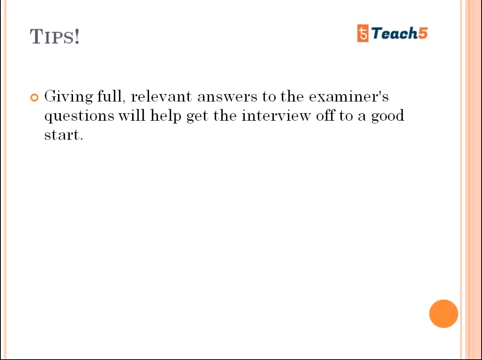 TIPS!
Teach5
Giving full, relevant answers to the examiner's
questions will help get the interview off to a good
start.